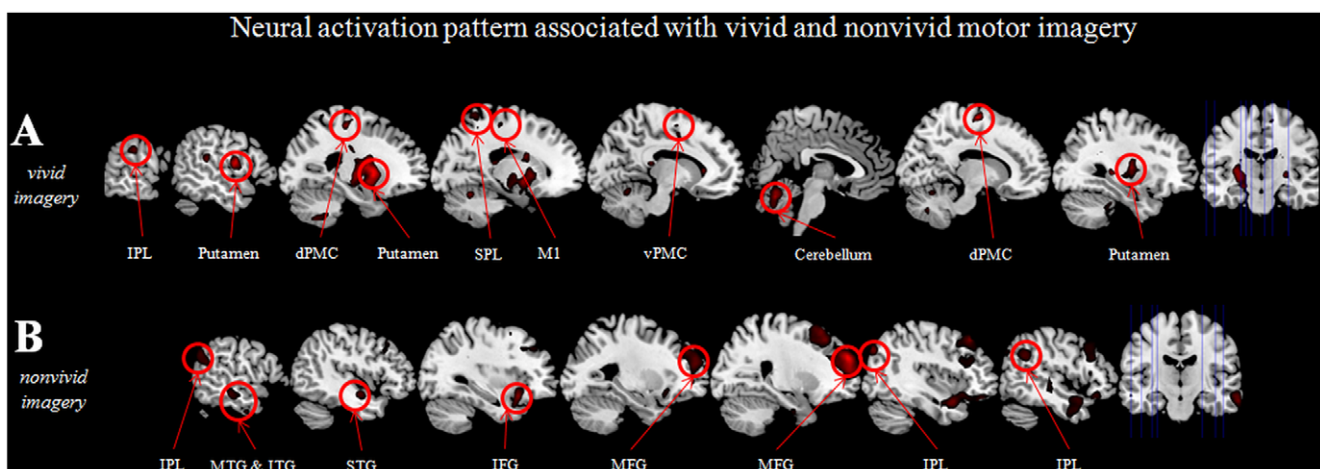 Neural activation pattern associated with vivid and nonvivid motor imagery
A
vivid
imagery
IPL Putamen dPMC Putamen SPL M1 vPMC Cerebellum dPMC Putamen
B
nonvivid
imagery
IPL MTG & ITG STG IFG MFG MFG IPL IPL